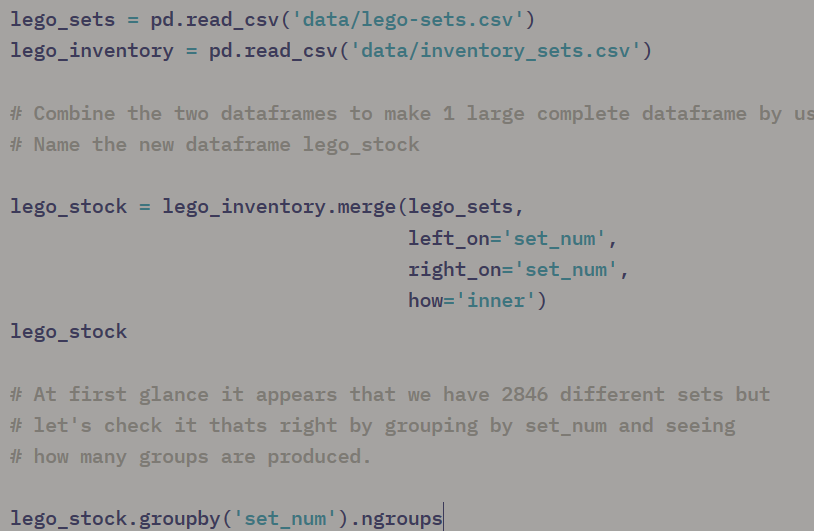 lego_sets = pd.read_csv('data/lego-sets.csv')
lego_inventory = pd.read_csv('data/inventory_sets.csv')
# Combine the two dataframes to make 1 large complete dataframe by
# Name the new dataframe lego_stock
lego_stock = lego_inventory.merge(lego_sets,
left_on='set_num',
right_on='set_num',
how='inner')
lego_stock
# At first glance it appears that we have 2846 different sets but
# let's check it thats right by grouping by set_num and seeing
# how many groups are produced.
lego_stock.groupby('set_num').ngroups